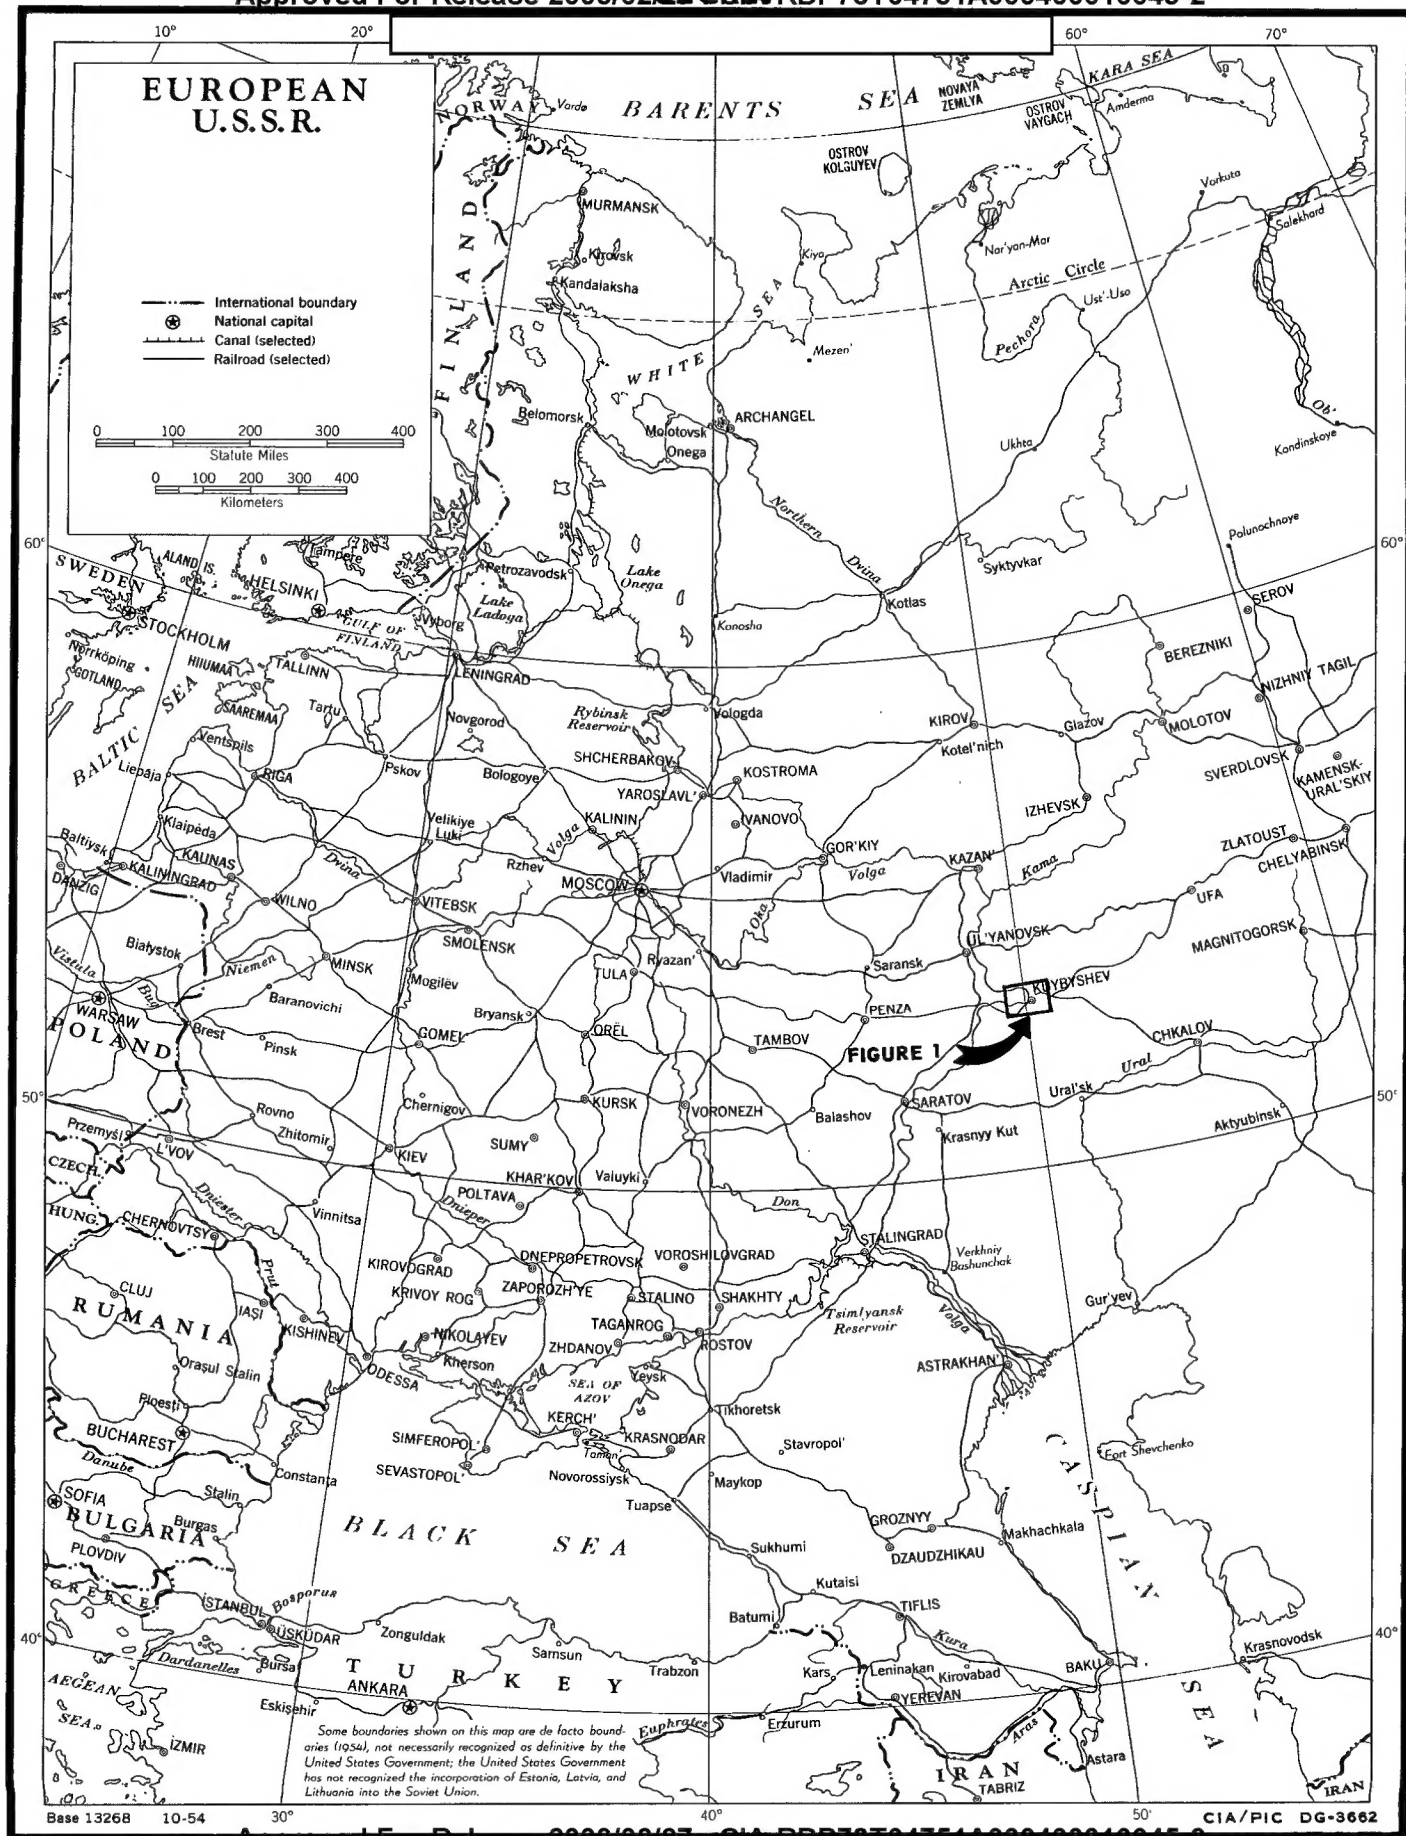 10°
20°
60°
70°
EUROPEAN
U.S.S.R.
International boundary
National capital
Canal (selected)
Railroad (selected)
0 100 200 300 400
Statute Miles
0 100 200 300 400
Kilometers
NORWAY
Vardø
BARENTS SEA
NOVAYA
ZEMLYA
KARA SEA
OSTROV
VAYGACH
Amderma
OSTROV
KOLGUYEV
Vorkuta
Salekhard
MURMANSK
Kirovsk
Kandalaksha
FINLAND
Kiya
Nar'yan-Mar
Arctic Circle
Ust'-Uso
Pechora
WHITE SEA
Mezen'
Belomorsk
Molotovsk
ARCHANGEL
Onega
Ukhta
Ob'
Kondinskoye
Northern Dvina
Polunochnoye
60°
60°
SWEDEN
ALAND IS.
Tampere
HELSINKI
Petrozavodsk
Lake
Onega
Syktyvkar
STOCKHOLM
GULF OF
FINLAND
Vyborg
Lake
Ladoga
Konosha
Kotlas
SEROV
Norrköping
GOTLAND
HIIUMAA
TALLINN
LENINGRAD
BEREZNIKI
NIZHNIY TAGIL
BALTIC SEA
SAAREMAA
Tartu
Novgorod
Rybinsk
Reservoir
Vologda
KIROV
Kotel'nich
Glazov
MOLOTOV
Ventspils
Liepāja
RIGA
Pskov
Bologoye
SHCHERBAKOV
KOSTROMA
YAROSLAVL'
SVERDLOVSK
KAMENSK-
URAL'SKIY
IZHEVSK
Klaipėda
Velikiye
Luki
Volga
KALININ
IVANOVO
Baltiysk
KAUNAS
Dvina
Rzhev
GOR'KIY
ZLATOUST
DANZIG
KALININGRAD
MOSCOW
Vladimir
Volga
KAZAN'
Kama
CHELYABINSK
WILNO
VITEBSK
Oka
UFA
SMOLENSK
UL'YANOVSK
MAGNITOGORSK
Białystok
Niemen
MINSK
Mogilëv
TULA
Ryazan'
Saransk
Vistula
Bug
WARSAW
Baranovichi
Bryansk
PENZA
KUYBYSHEV
POLAND
Brest
Pinsk
GOMEL
ORËL
TAMBOV
FIGURE 1
CHKALOV
Ural
50°
50°
Rovno
Chernigov
KURSK
VORONEZH
Balashov
SARATOV
Ural'sk
Aktyubinsk
Przemyśl
L'VOV
Zhitomir
KIEV
SUMY
Krasnyy Kut
CZECH.
KHAR'KOV
Valuyki
Dniester
POLTAVA
Don
HUNG.
CHERNOVTSY
Vinnitsa
Dnieper
STALINGRAD
Prut
KIROVOGRAD
DNEPROPETROVSK
VOROSHILOVGRAD
Verkhniy
Bashunchak
CLUJ
KRIVOY ROG
ZAPOROZH'YE
STALINO
SHAKHTY
Gur'yev
RUMANIA
IAŞI
KISHINEV
NIKOLAYEV
TAGANROG
Tsimlyansk
Reservoir
Volga
ZHDANOV
ROSTOV
Oraşul Stalin
ODESSA
Kherson
Yeysk
ASTRAKHAN'
SEA OF
AZOV
Ploeşti
Tikhoretsk
BUCHAREST
SIMFEROPOL'
KERCH'
KRASNODAR
Stavropol'
Taman'
Fort Shevchenko
Danube
Constanţa
SEVASTOPOL'
Novorossiysk
Maykop
SOFIA
Stalin
Tuapse
BULGARIA
Burgas
BLACK SEA
GROZNYY
Makhachkala
CASPIAN SEA
PLOVDIV
Sukhumi
DZAUDZHIKAU
GREECE
Bosporus
Kutaisi
İSTANBUL
Batumi
TIFLIS
ÜSKÜDAR
Zonguldak
Kura
40°
40°
Dardanelles
Bursa
Samsun
Trabzon
Kars
Leninakan
Kirovabad
BAKU
Krasnovodsk
AEGEAN
SEA
TURKEY
ANKARA
Eskişehir
YEREVAN
Euphrates
Erzurum
Aras
Astara
İZMIR
IRAN
TABRIZ
IRAN
Some boundaries shown on this map are de facto bound-
aries (1954), not necessarily recognized as definitive by the
United States Government; the United States Government
has not recognized the incorporation of Estonia, Latvia, and
Lithuania into the Soviet Union.
Base 13268 10-54
30°
40°
50°
CIA/PIC DG-3662